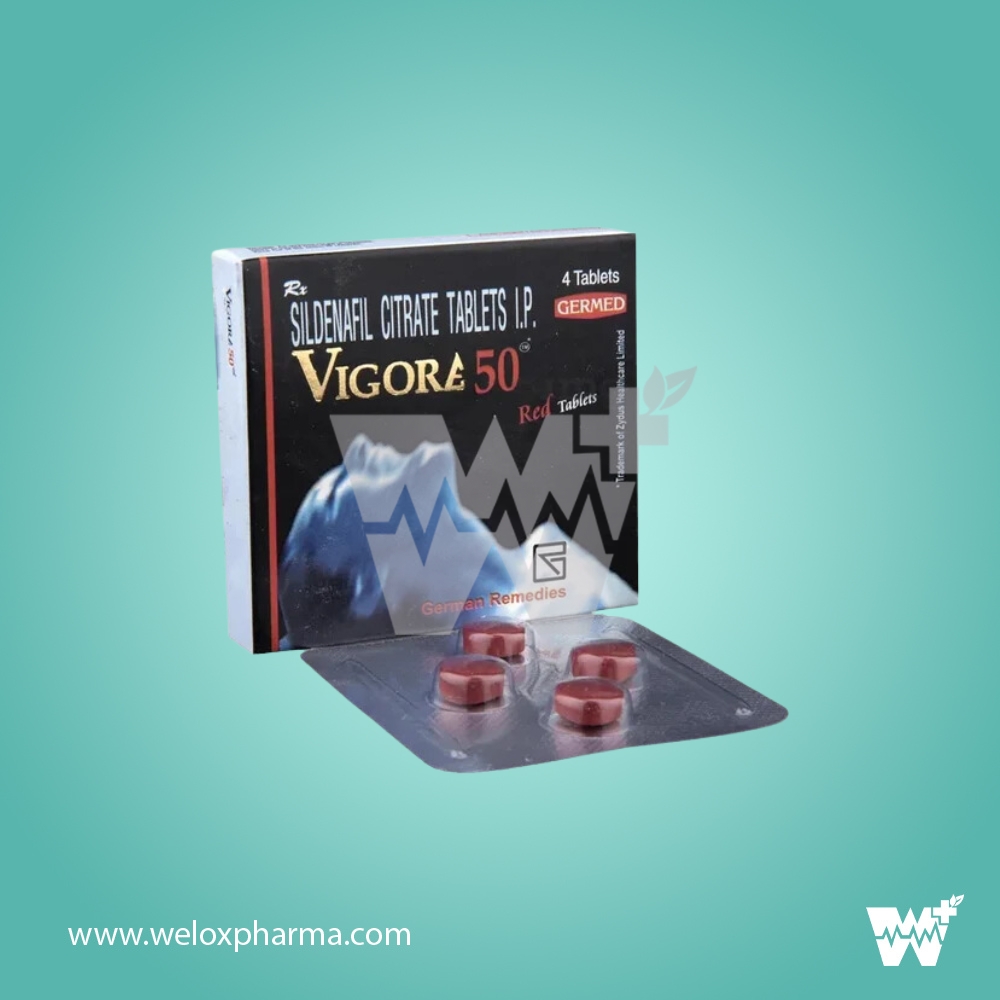 Rx
SILDENAFIL CITRATE TABLETS I.P.
4 Tablets
GERMED
VIGORA 50
TM*
Red Tablets
* Trademark of Zydus Healthcare Limited
German Remedies
VIGORA 50
www.weloxpharma.com